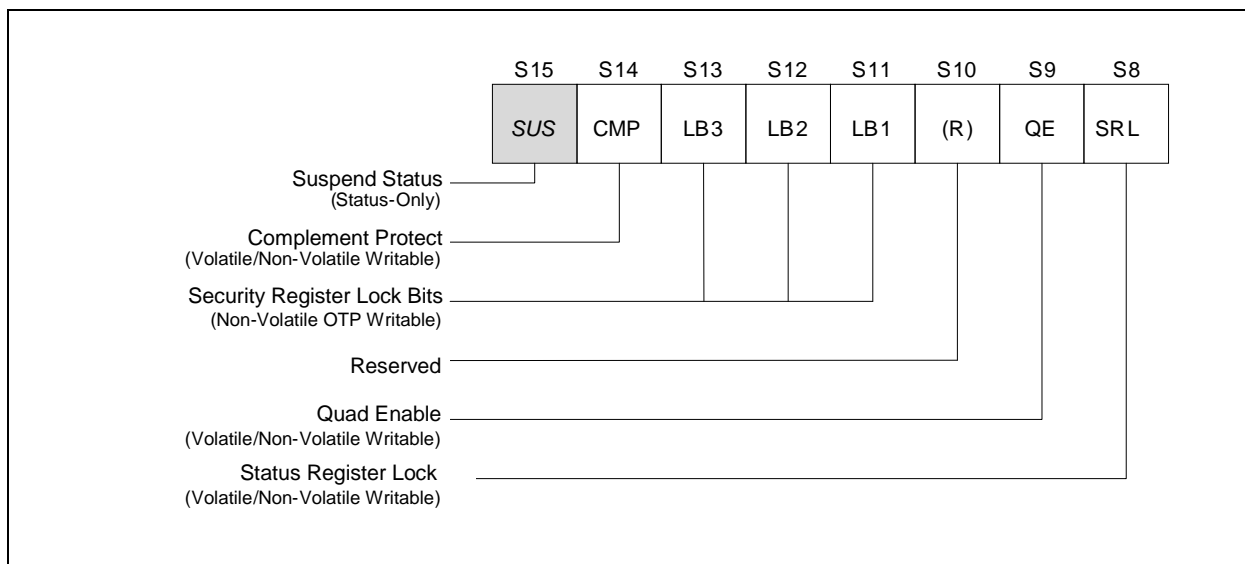 S15 S14 S13 S12 S11 S10 S9 S8
SUS CMP LB3 LB2 LB1 (R) QE SRL
Suspend Status
(Status-Only)
Complement Protect
(Volatile/Non-Volatile Writable)
Security Register Lock Bits
(Non-Volatile OTP Writable)
Reserved
Quad Enable
(Volatile/Non-Volatile Writable)
Status Register Lock
(Volatile/Non-Volatile Writable)